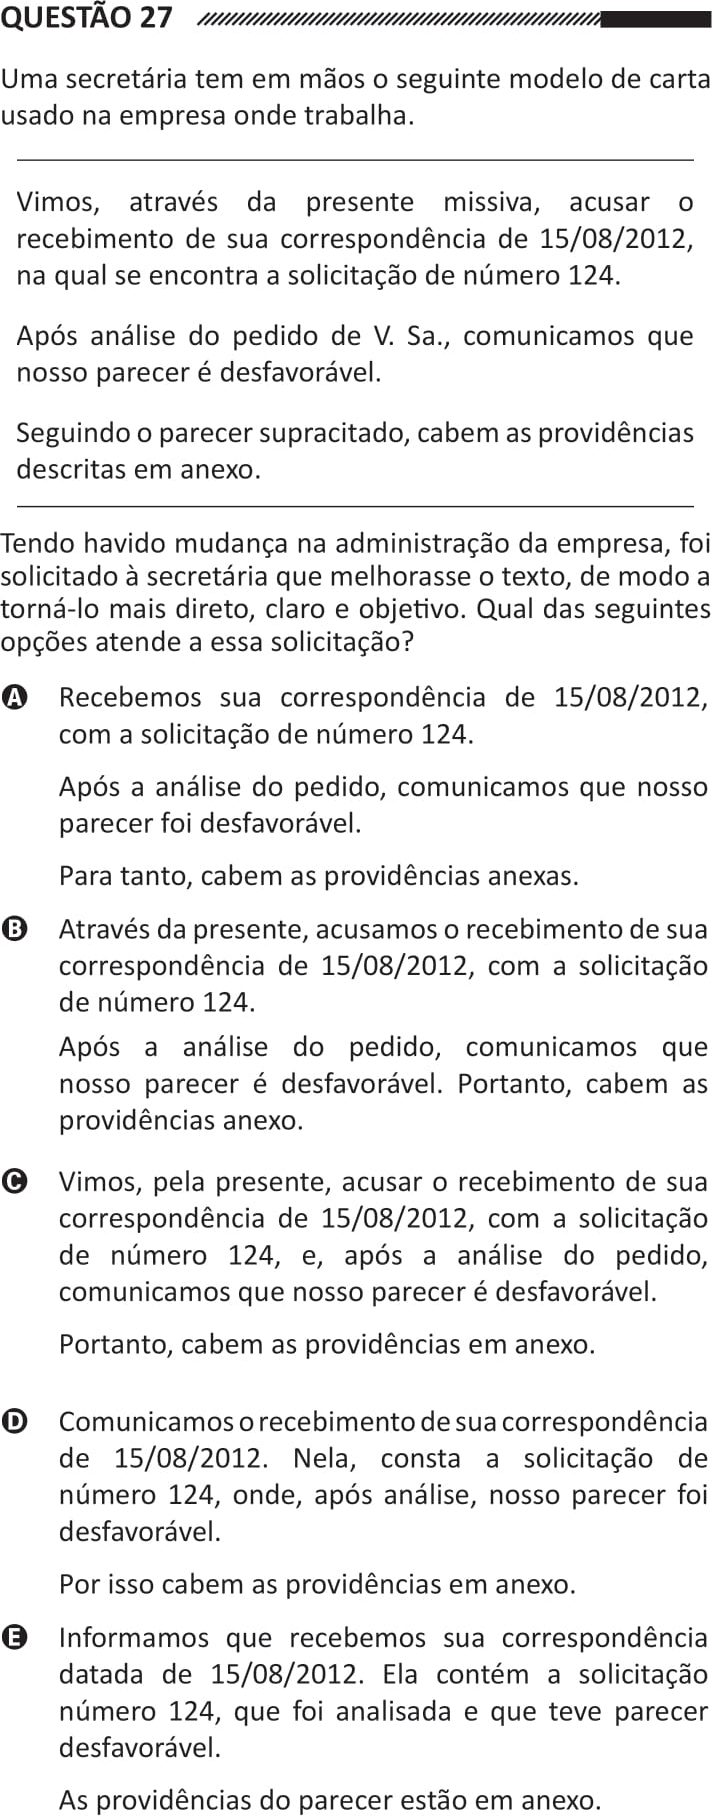 QUESTÃO 27
Uma secretária tem em mãos o seguinte modelo de carta
usado na empresa onde trabalha.
Vimos, através da presente missiva, acusar o
recebimento de sua correspondência de 15/08/2012,
na qual se encontra a solicitação de número 124.
Após análise do pedido de V. Sa., comunicamos que
nosso parecer é desfavorável.
Seguindo o parecer supracitado, cabem as providências
descritas em anexo.
Tendo havido mudança na administração da empresa, foi
solicitado à secretária que melhorasse o texto, de modo a
torná-lo mais direto, claro e objetivo. Qual das seguintes
opções atende a essa solicitação?
A Recebemos sua correspondência de 15/08/2012,
com a solicitação de número 124.
Após a análise do pedido, comunicamos que nosso
parecer foi desfavorável.
Para tanto, cabem as providências anexas.
B Através da presente, acusamos o recebimento de sua
correspondência de 15/08/2012, com a solicitação
de número 124.
Após a análise do pedido, comunicamos que
nosso parecer é desfavorável. Portanto, cabem as
providências anexo.
C Vimos, pela presente, acusar o recebimento de sua
correspondência de 15/08/2012, com a solicitação
de número 124, e, após a análise do pedido,
comunicamos que nosso parecer é desfavorável.
Portanto, cabem as providências em anexo.
D Comunicamos o recebimento de sua correspondência
de 15/08/2012. Nela, consta a solicitação de
número 124, onde, após análise, nosso parecer foi
desfavorável.
Por isso cabem as providências em anexo.
E Informamos que recebemos sua correspondência
datada de 15/08/2012. Ela contém a solicitação
número 124, que foi analisada e que teve parecer
desfavorável.
As providências do parecer estão em anexo.